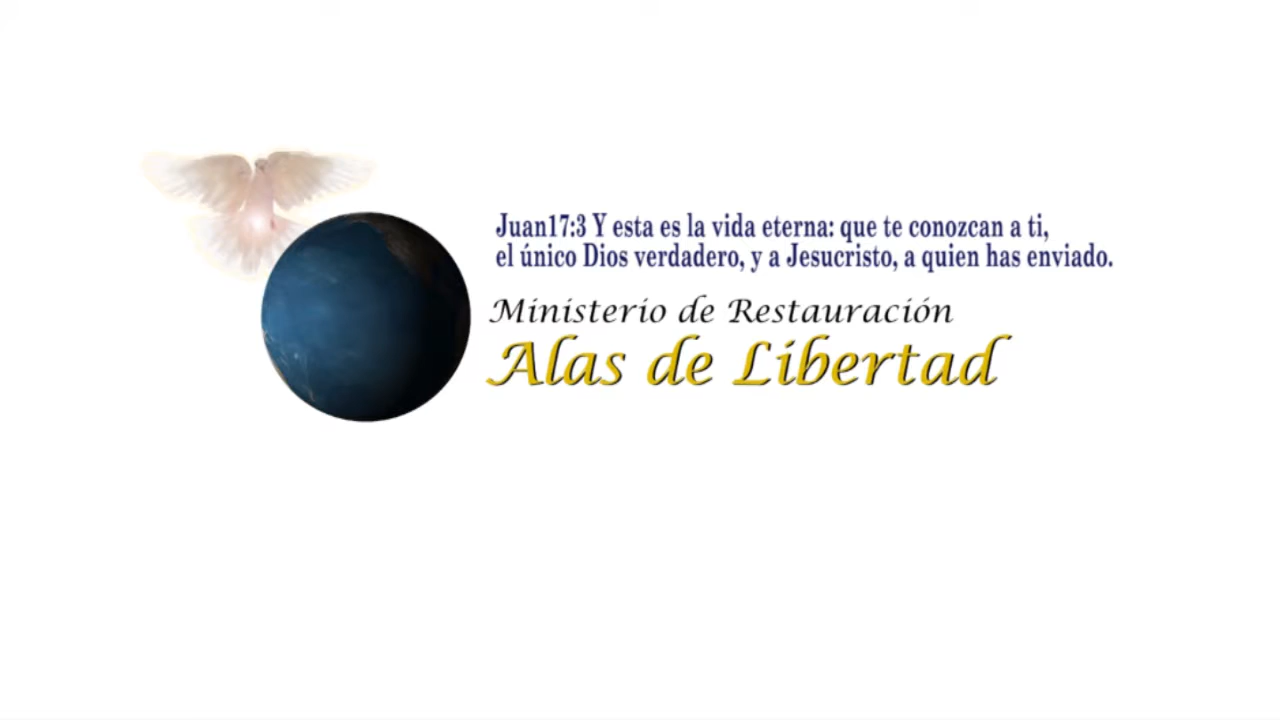 Juan17:3 Y esta es la vida eterna: que te conozcan a ti,
el único Dios verdadero, y a Jesucristo, a quien has enviado.
Ministerio de Restauración
Alas de Libertad